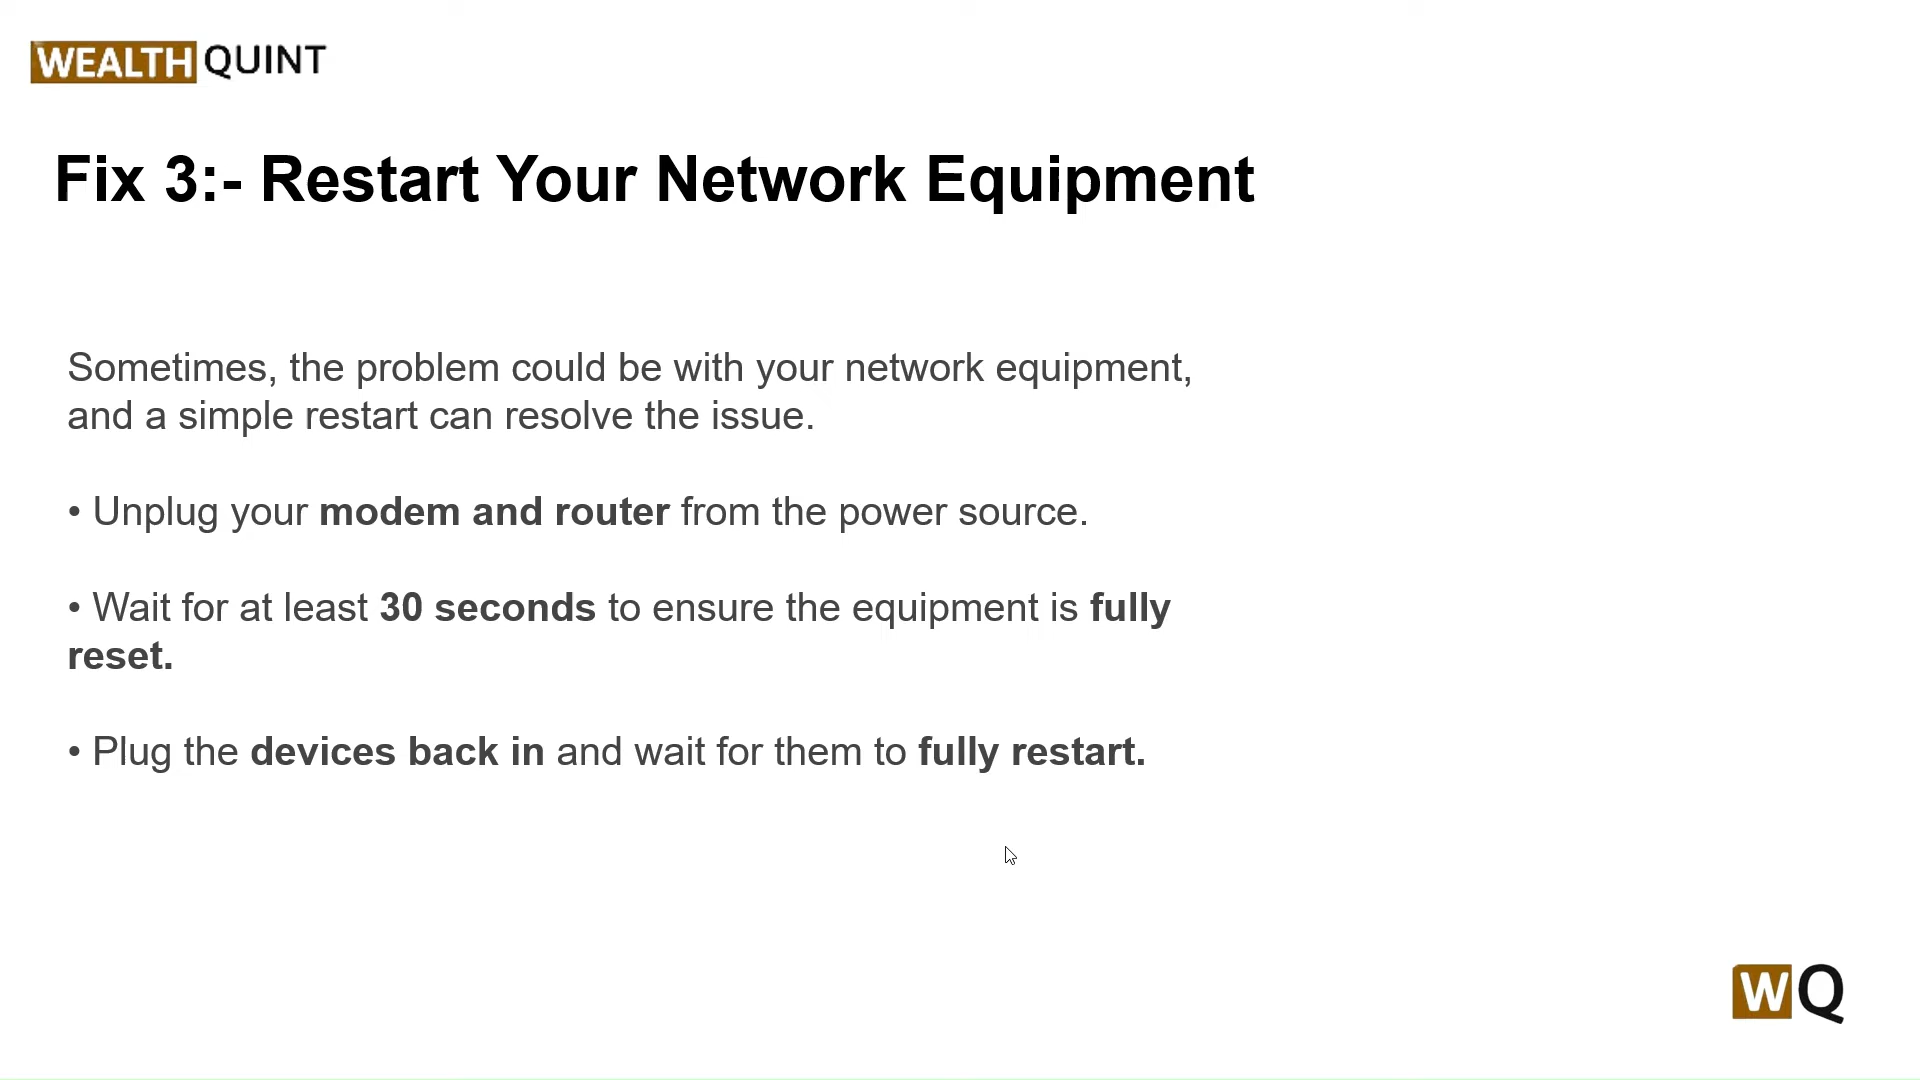 WEALTH QUINT
Fix 3:- Restart Your Network Equipment
Sometimes, the problem could be with your network equipment,
and a simple restart can resolve the issue.
• Unplug your modem and router from the power source.
• Wait for at least 30 seconds to ensure the equipment is fully
reset.
• Plug the devices back in and wait for them to fully restart.
WQ